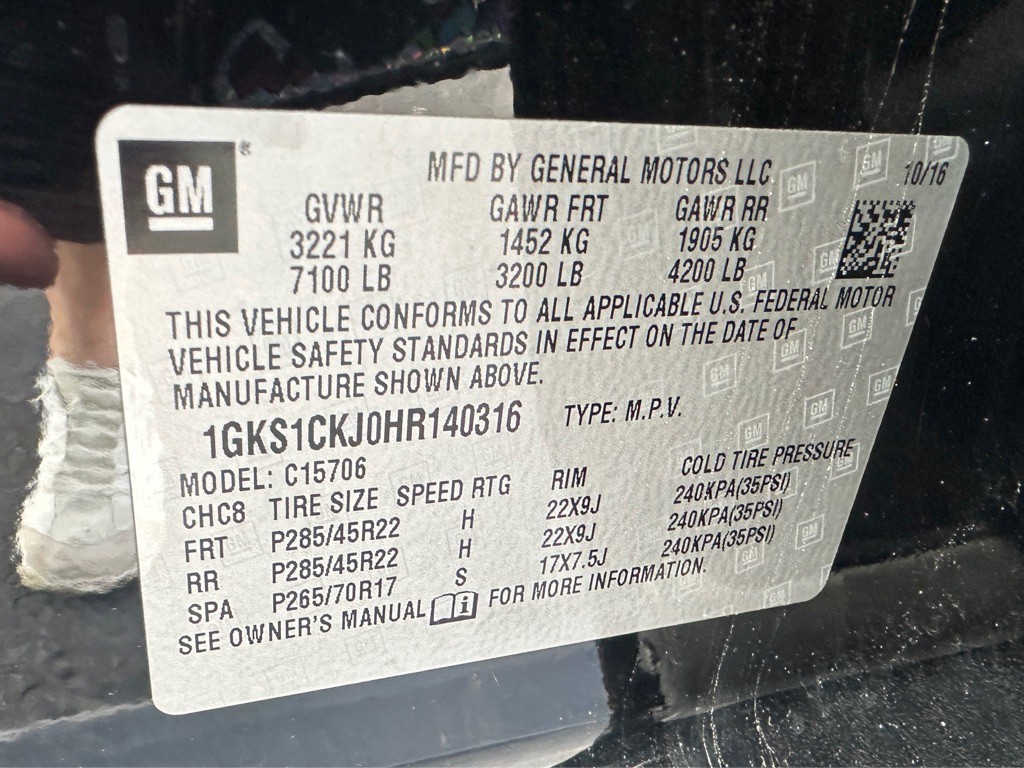 GM
MFD BY GENERAL MOTORS LLC 10/16
GVWR GAWR FRT GAWR RR
3221 KG 1452 KG 1905 KG
7100 LB 3200 LB 4200 LB
THIS VEHICLE CONFORMS TO ALL APPLICABLE U.S. FEDERAL MOTOR
VEHICLE SAFETY STANDARDS IN EFFECT ON THE DATE OF
MANUFACTURE SHOWN ABOVE.
1GKS1CKJ0HR140316 TYPE: M.P.V.
MODEL: C15706
CHC8 TIRE SIZE SPEED RTG RIM COLD TIRE PRESSURE
FRT P285/45R22 H 22X9J 240KPA(35PSI)
RR P285/45R22 H 22X9J 240KPA(35PSI)
SPA P265/70R17 S 17X7.5J 240KPA(35PSI)
SEE OWNER'S MANUAL FOR MORE INFORMATION.